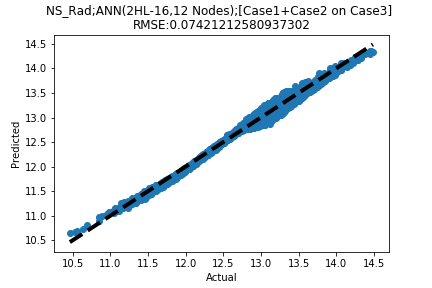 NS_Rad;ANN(2HL-16,12 Nodes);[Case1+Case2 on Case3]
RMSE:0.07421212580937302
14.5
14.0
13.5
13.0
12.5
12.0
11.5
11.0
10.5
Predicted
10.5 11.0 11.5 12.0 12.5 13.0 13.5 14.0 14.5
Actual